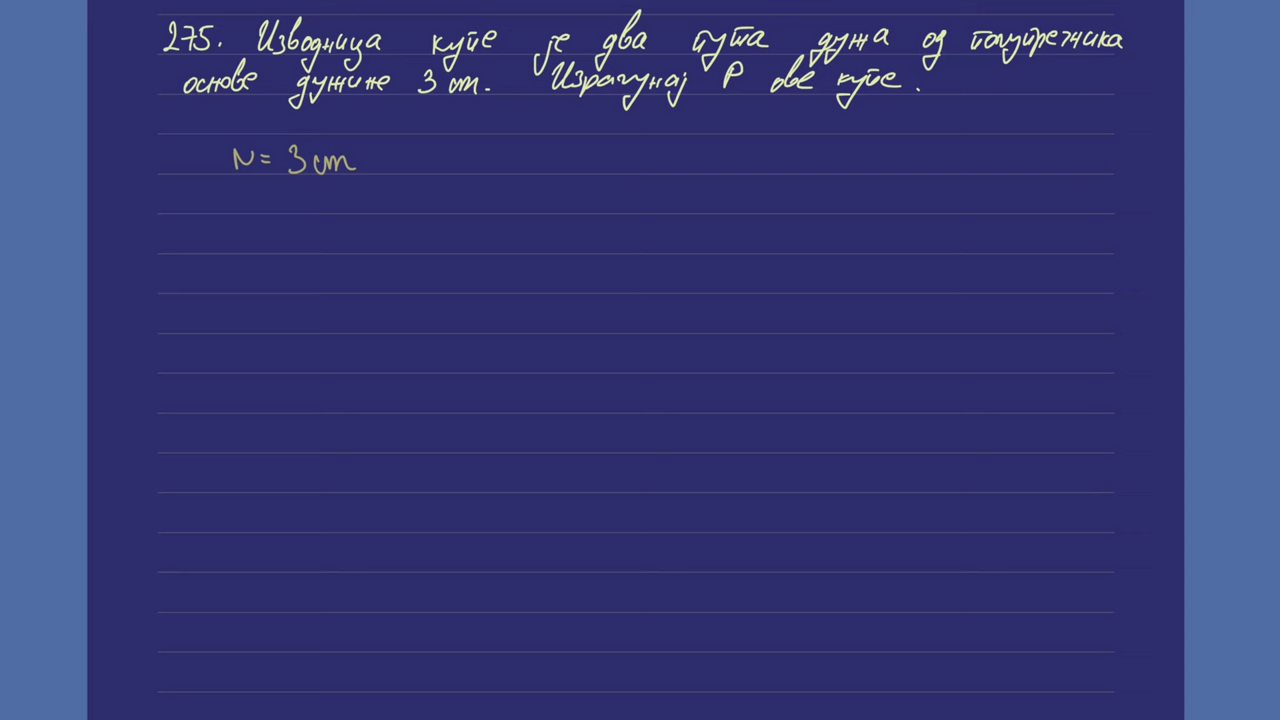 275. Изводница купе је два пута дужа од полупречника
основе дужине 3 cm. Израчунај P ове купе.
r = 3 cm